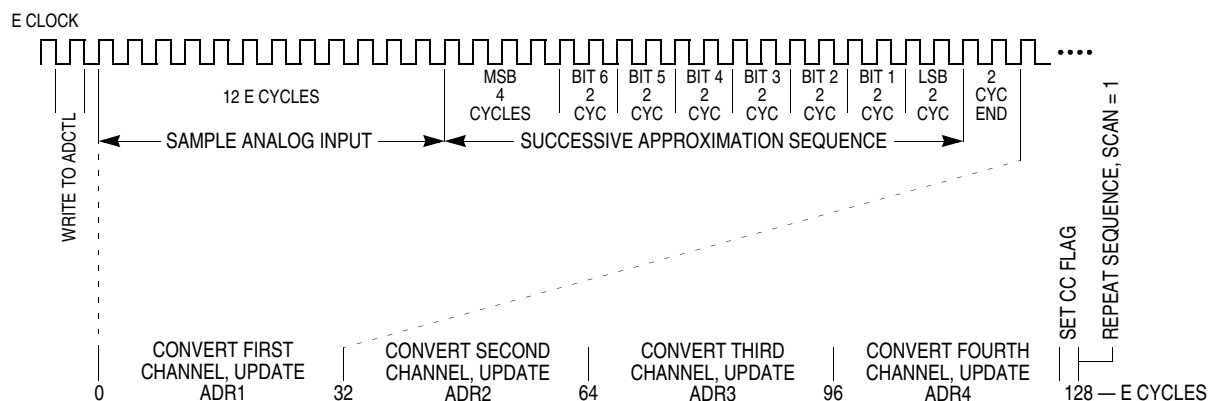 E CLOCK
12 E CYCLES
MSB
4
CYCLES
BIT 6
2
CYC
BIT 5
2
CYC
BIT 4
2
CYC
BIT 3
2
CYC
BIT 2
2
CYC
BIT 1
2
CYC
LSB
2
CYC
2
CYC
END
WRITE TO ADCTL
SAMPLE ANALOG INPUT
SUCCESSIVE APPROXIMATION SEQUENCE
SET CC FLAG
REPEAT SEQUENCE, SCAN = 1
0
CONVERT FIRST
CHANNEL, UPDATE
ADR1
32
CONVERT SECOND
CHANNEL, UPDATE
ADR2
64
CONVERT THIRD
CHANNEL, UPDATE
ADR3
96
CONVERT FOURTH
CHANNEL, UPDATE
ADR4
128 — E CYCLES